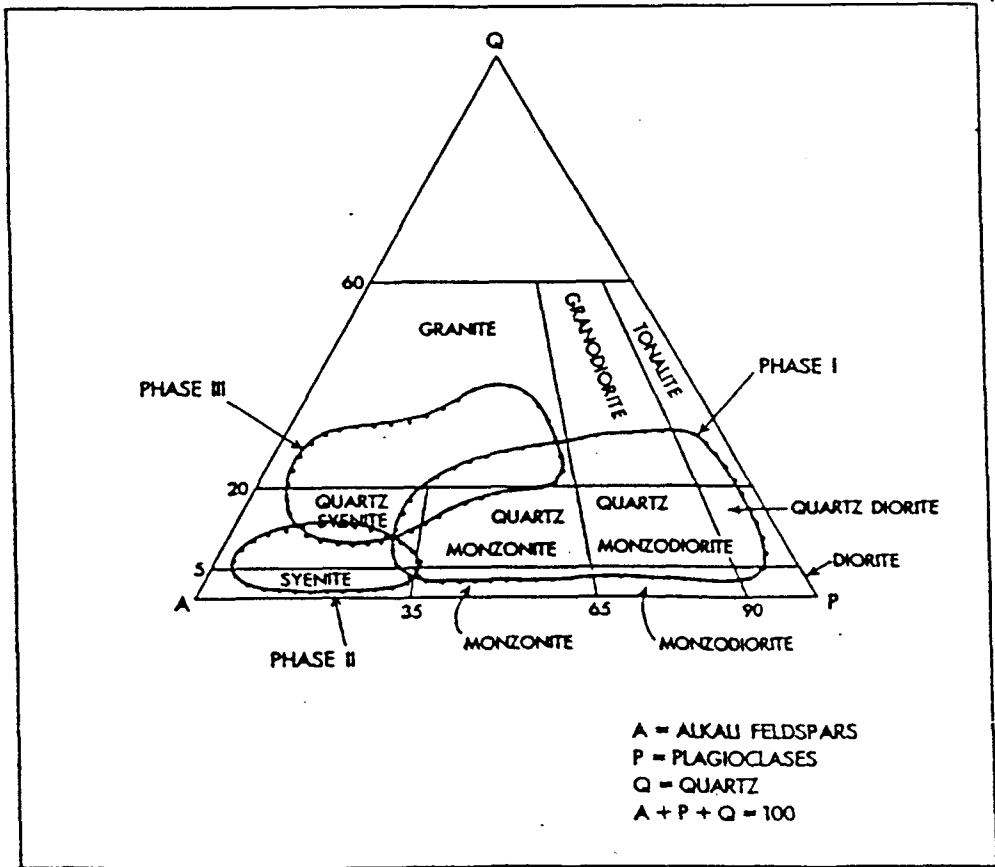 Q
60
GRANITE
GRANODIORITE
TONALITE
PHASE I
PHASE III
20
QUARTZ
SYENITE
QUARTZ
MONZONITE
QUARTZ
MONZODIORITE
QUARTZ DIORITE
5
SYENITE
DIORITE
A
35
65
90
P
PHASE II
MONZONITE
MONZODIORITE
A = ALKALI FELDSPARS
P = PLAGIOCLASES
Q = QUARTZ
A + P + Q = 100